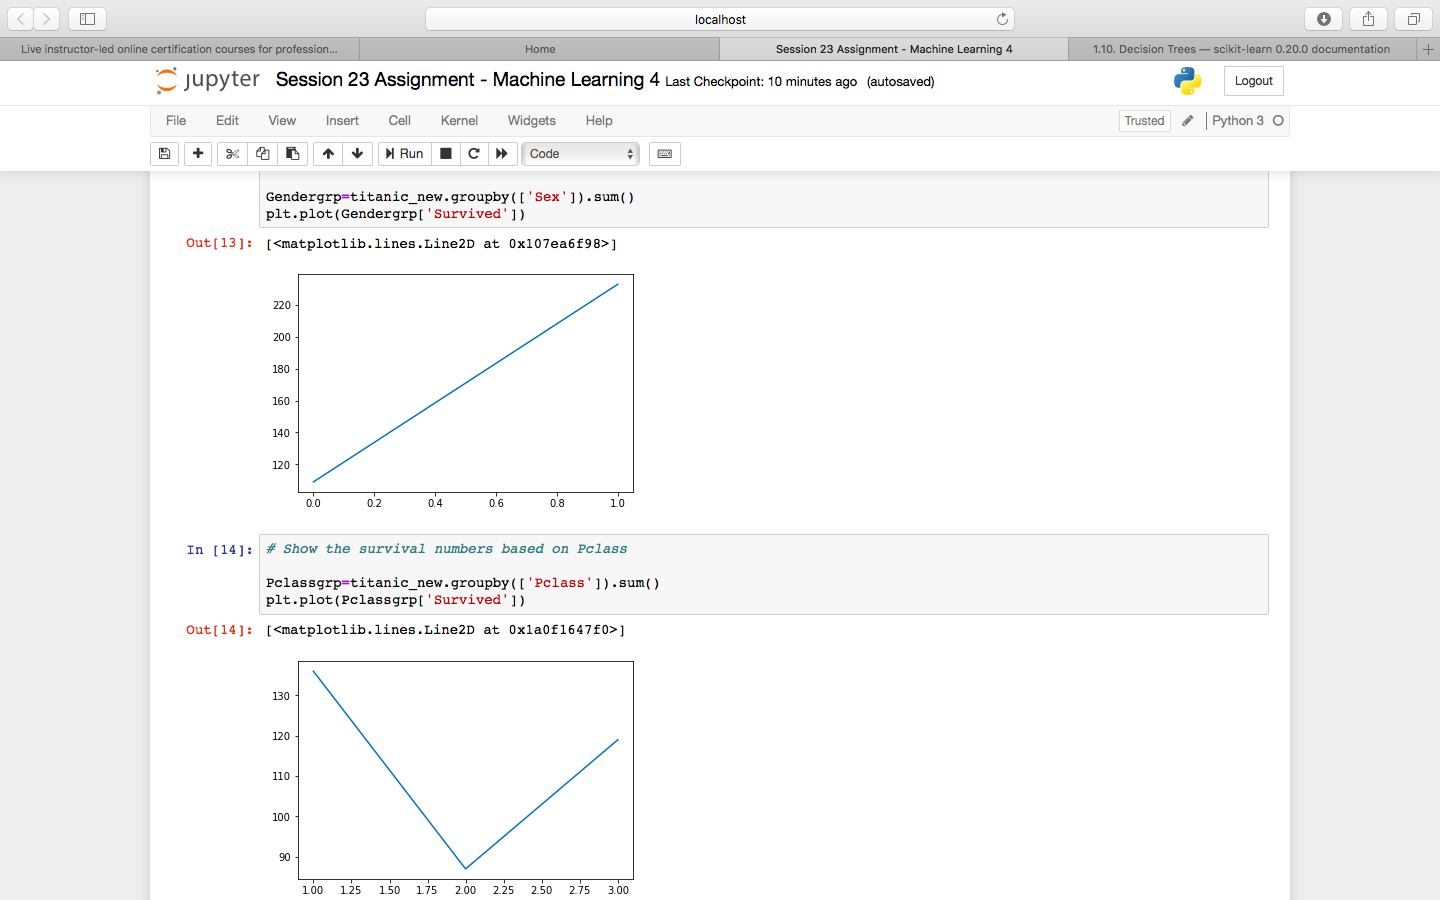 localhost
Live instructor-led online certification courses for profession...
Home
Session 23 Assignment - Machine Learning 4
1.10. Decision Trees — scikit-learn 0.20.0 documentation
jupyter Session 23 Assignment - Machine Learning 4 Last Checkpoint: 10 minutes ago (autosaved)
Logout
File Edit View Insert Cell Kernel Widgets Help
Trusted
Python 3
Run
Code
Gendergrp=titanic_new.groupby(['Sex']).sum()
plt.plot(Gendergrp['Survived'])
Out[13]: [<matplotlib.lines.Line2D at 0x107ea6f98>]
220
200
180
160
140
120
0.0 0.2 0.4 0.6 0.8 1.0
In [14]: # Show the survival numbers based on Pclass
Pclassgrp=titanic_new.groupby(['Pclass']).sum()
plt.plot(Pclassgrp['Survived'])
Out[14]: [<matplotlib.lines.Line2D at 0x1a0f1647f0>]
130
120
110
100
90
1.00 1.25 1.50 1.75 2.00 2.25 2.50 2.75 3.00